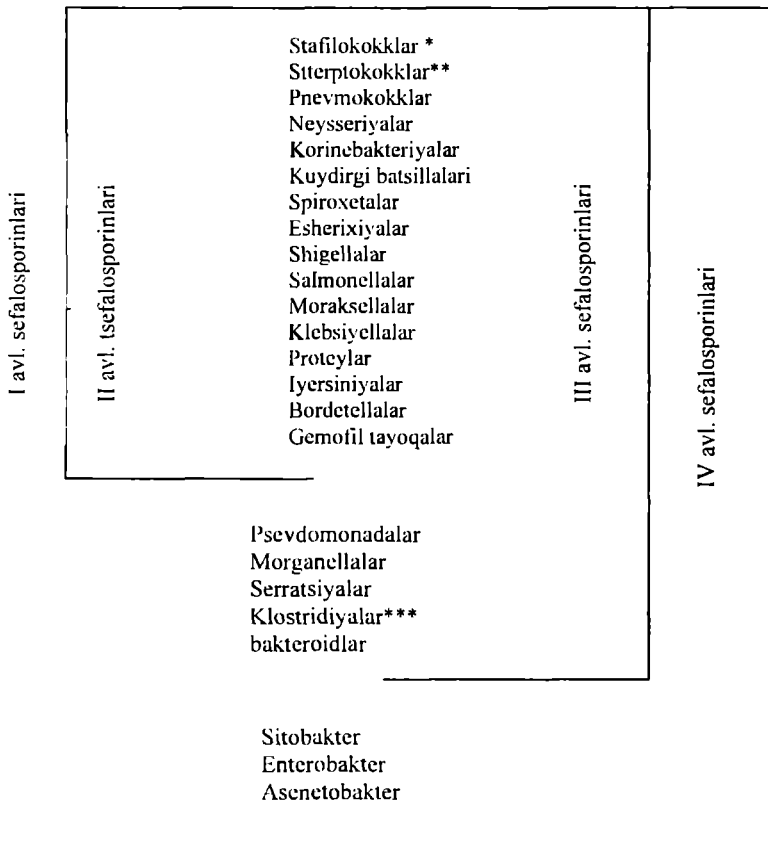 I avl. sefalosporinlari
II avl. tsefalosporinlari
Stafilokokklar *
Stterptokokklar**
Pnevmokokklar
Neysseriyalar
Korinebakteriyalar
Kuydirgi batsillalari
Spiroxetalar
Esherixiyalar
Shigellalar
Salmonellalar
Moraksellalar
Klebsiyellalar
Proteylar
Iyersiniyalar
Bordetellalar
Gemofil tayoqalar
III avl. sefalosporinlari
IV avl. sefalosporinlari
Psevdomonadalar
Morganellalar
Serratsiyalar
Klostridiyalar***
bakteroidlar
Sitobakter
Enterobakter
Asenetobakter